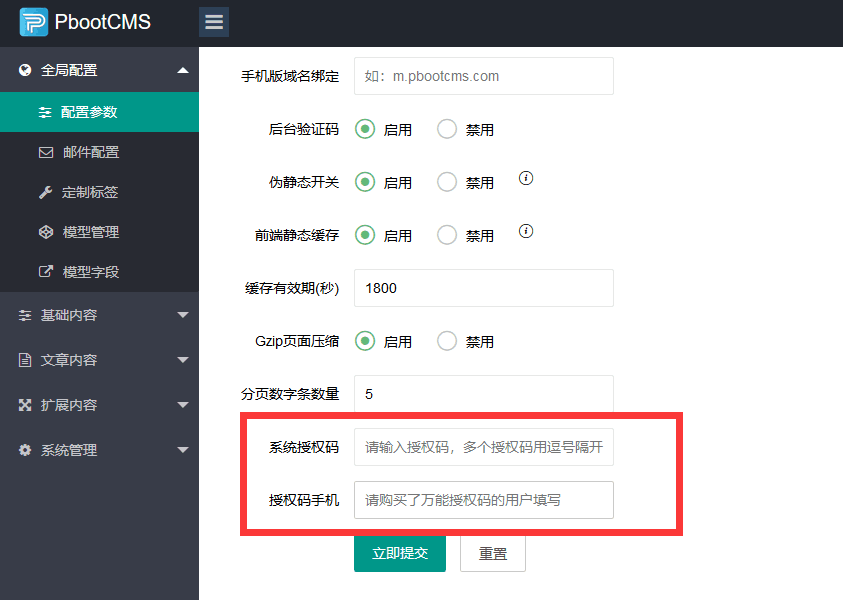 PbootCMS
全局配置
配置参数
邮件配置
定制标签
模型管理
模型字段
基础内容
文章内容
扩展内容
系统管理
手机版域名绑定 如：m.pbootcms.com
后台验证码 启用 禁用
伪静态开关 启用 禁用
前端静态缓存 启用 禁用
缓存有效期(秒) 1800
Gzip页面压缩 启用 禁用
分页数字条数量 5
系统授权码 请输入授权码，多个授权码用逗号隔开
授权码手机 请购买了万能授权码的用户填写
立即提交 重置